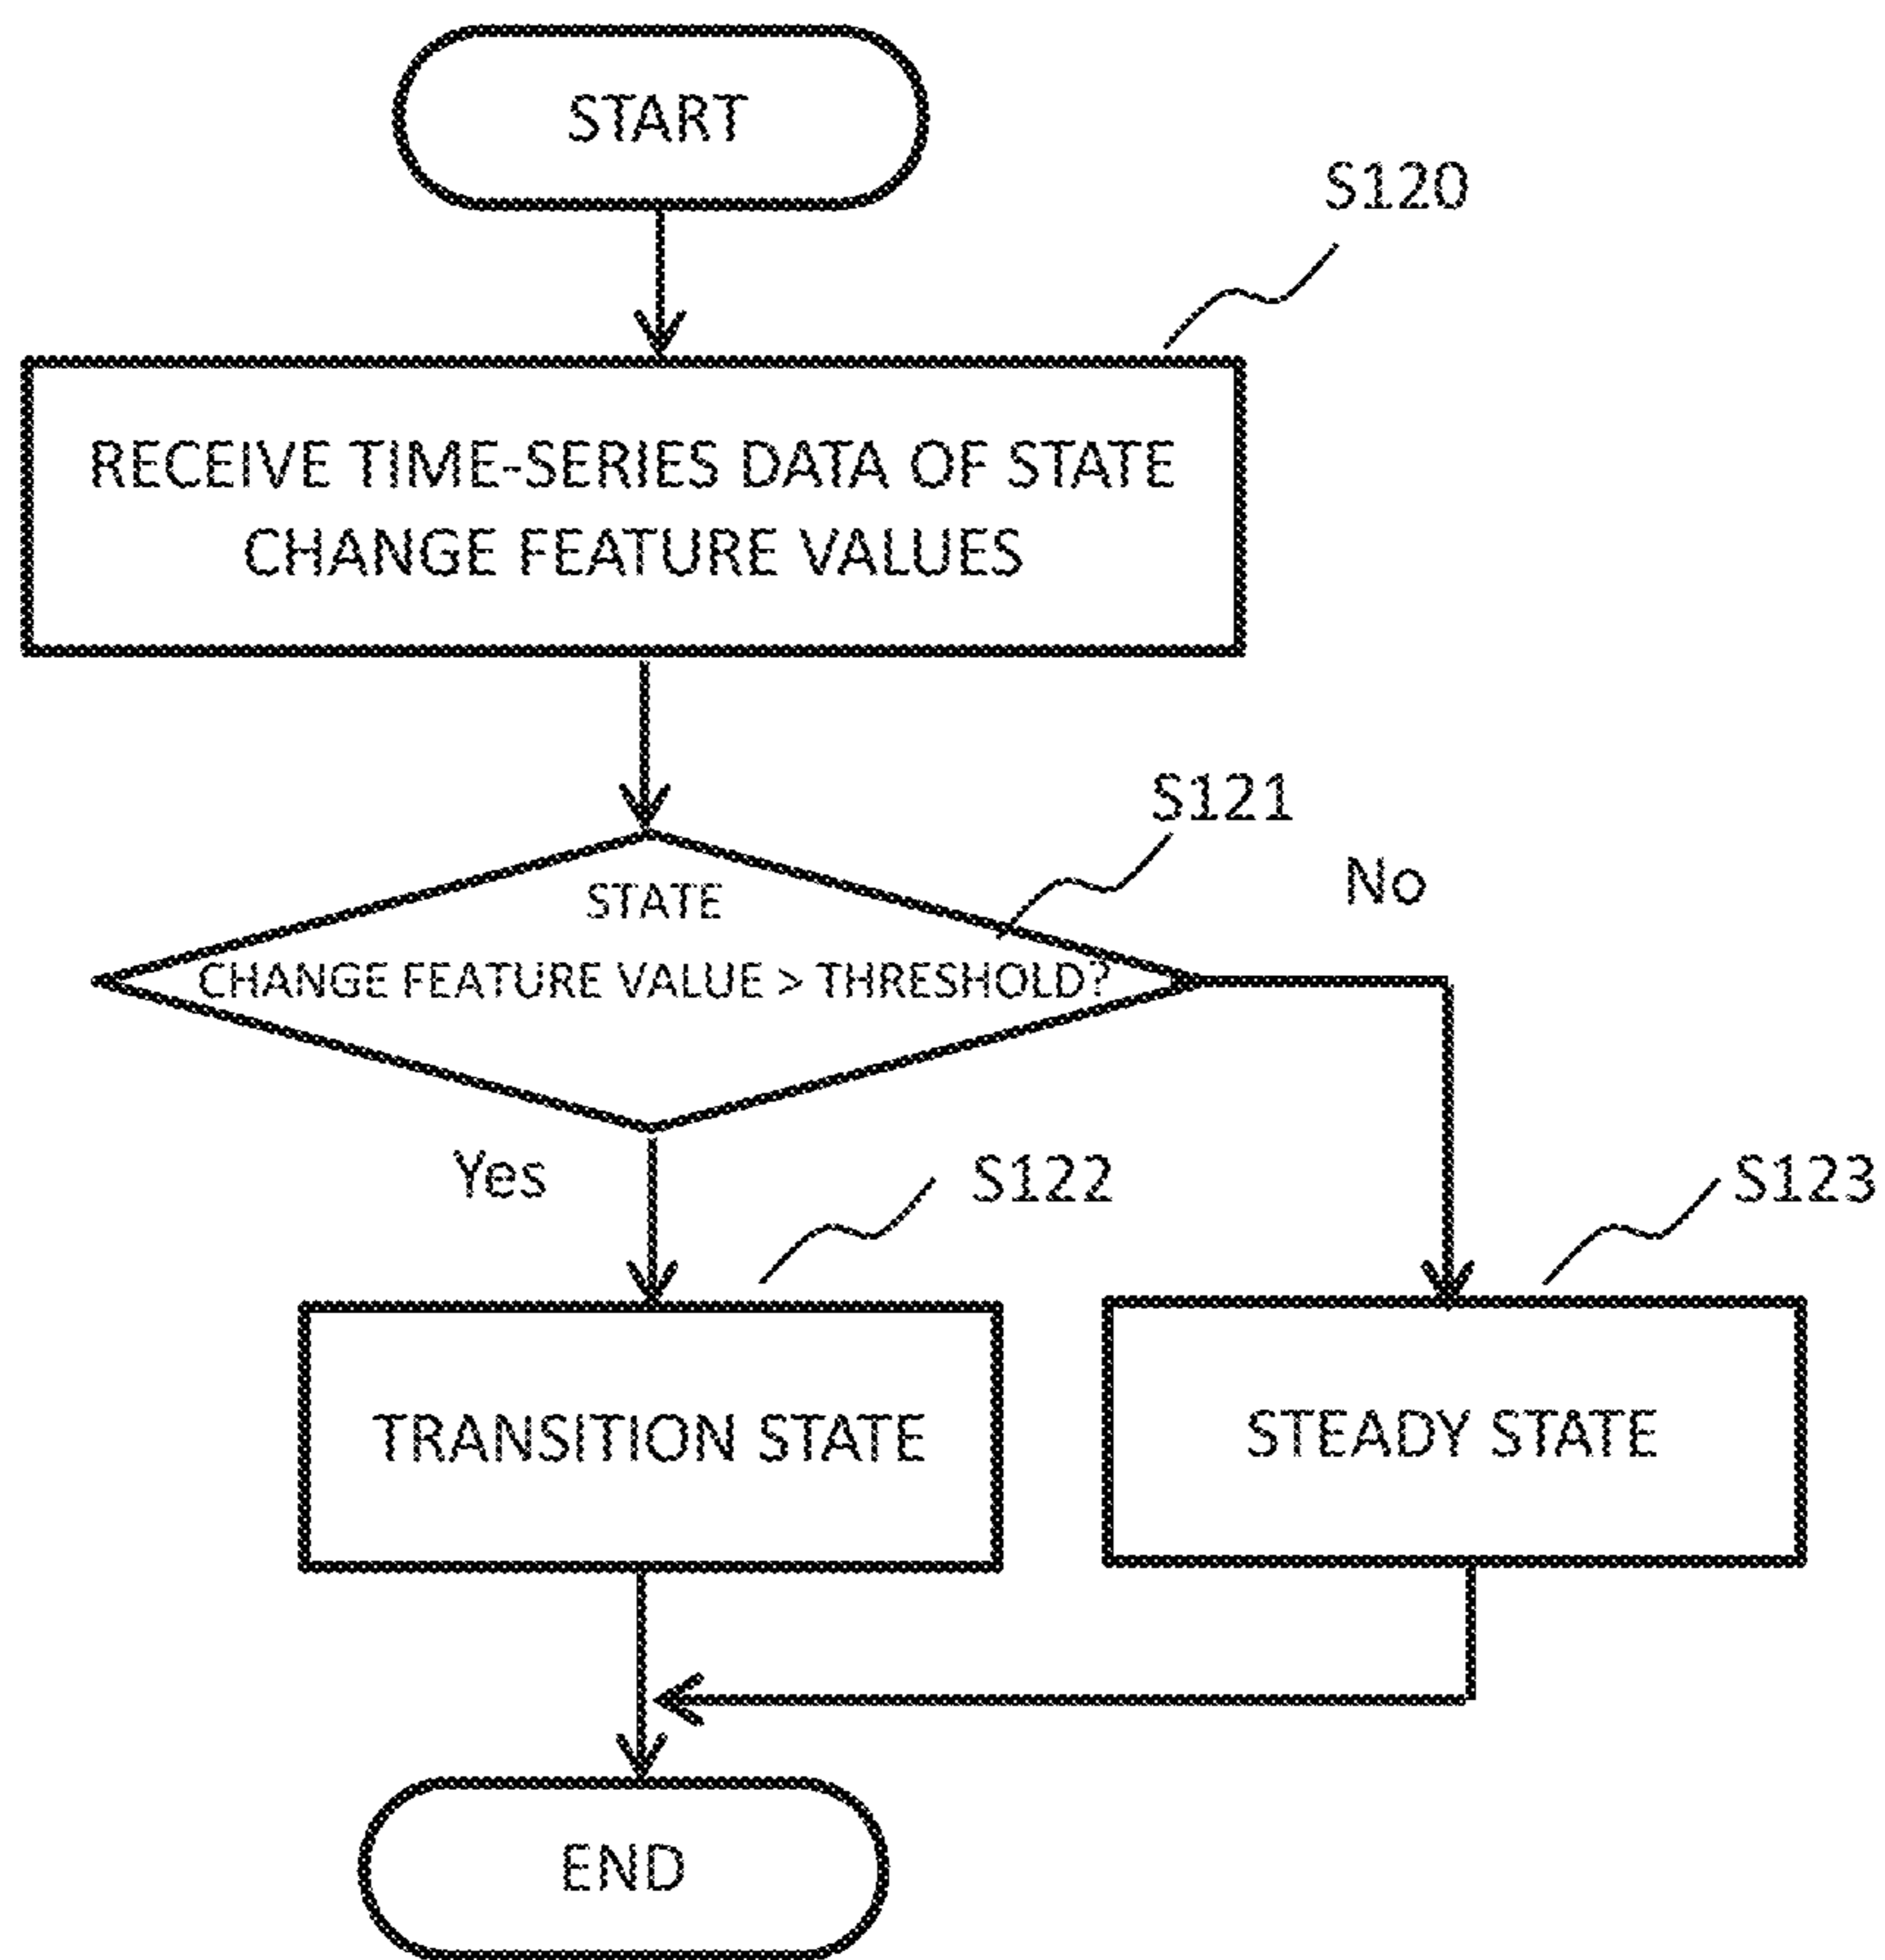 START
S120
RECEIVE TIME-SERIES DATA OF STATE
CHANGE FEATURE VALUES
S121
No
STATE
CHANGE FEATURE VALUE > THRESHOLD?
Yes
S122
S123
TRANSITION STATE
STEADY STATE
END